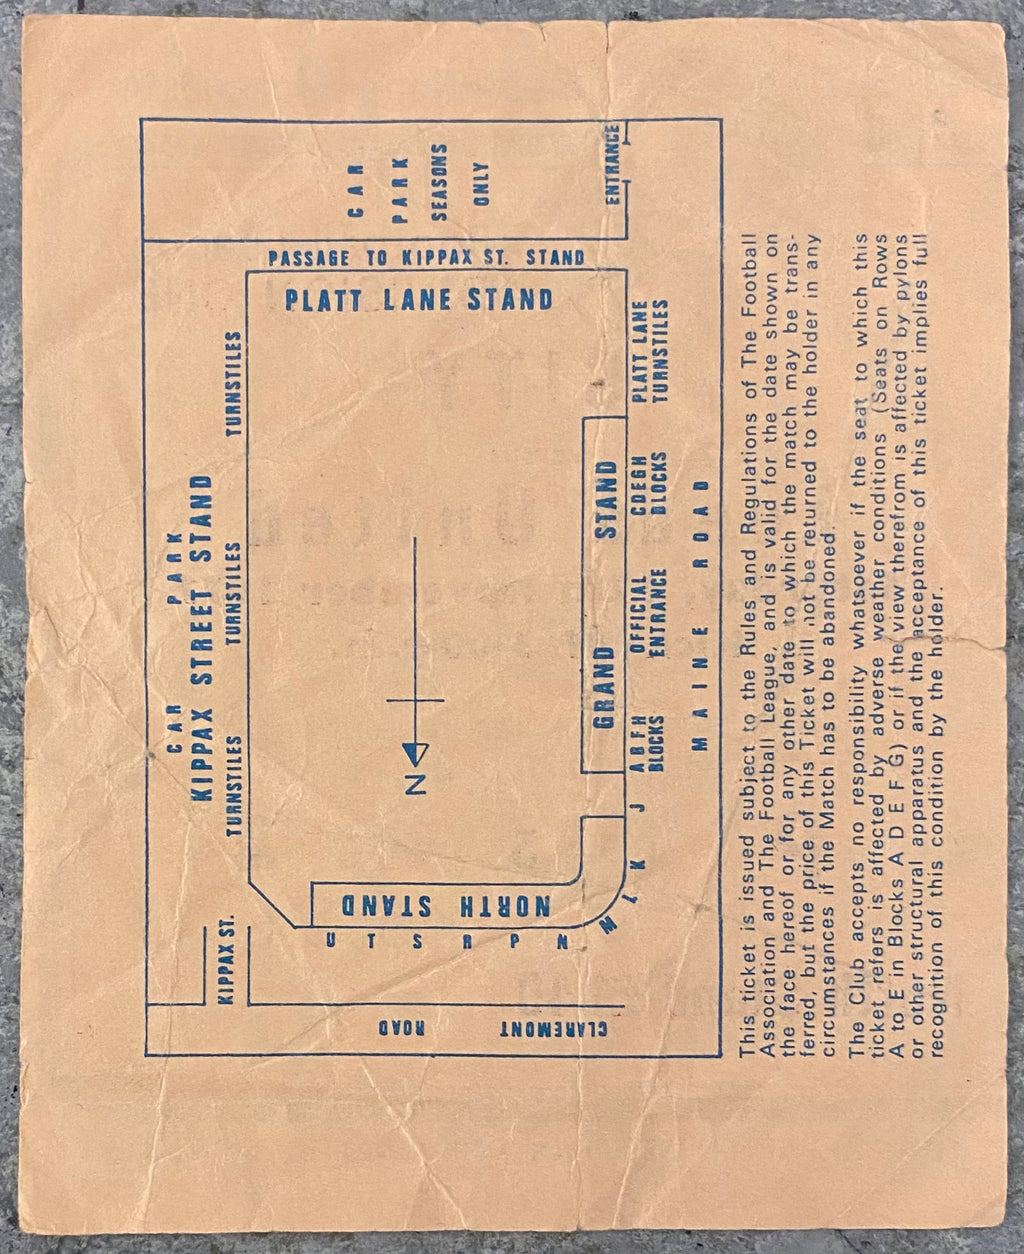 CAR PARK
KIPPAX STREET STAND
TURNSTILES TURNSTILES TURNSTILES
KIPPAX ST.
CAR
PARK
SEASONS
ONLY
ENTRANCE
PASSAGE TO KIPPAX ST. STAND
PLATT LANE STAND
N
GRAND STAND
NORTH STAND
U T S R P N M L K J
A B F H
BLOCKS
OFFICIAL
ENTRANCE
CDEGH
BLOCKS
PLATT LANE
TURNSTILES
MAINE ROAD
CLAREMONT ROAD
This ticket is issued subject to the Rules and Regulations of The Football
Association and The Football League, and is valid for the date shown on
the face hereof or for any other date to which the match may be trans-
ferred, but the price of this Ticket will not be returned to the holder in any
circumstances if the Match has to be abandoned.
The Club accepts no responsibility whatsoever if the seat to which this
ticket refers is affected by adverse weather conditions (Seats on Rows
A to E in Blocks A D E F G) or if the view therefrom is affected by pylons
or other structural apparatus and the acceptance of this ticket implies full
recognition of this condition by the holder.